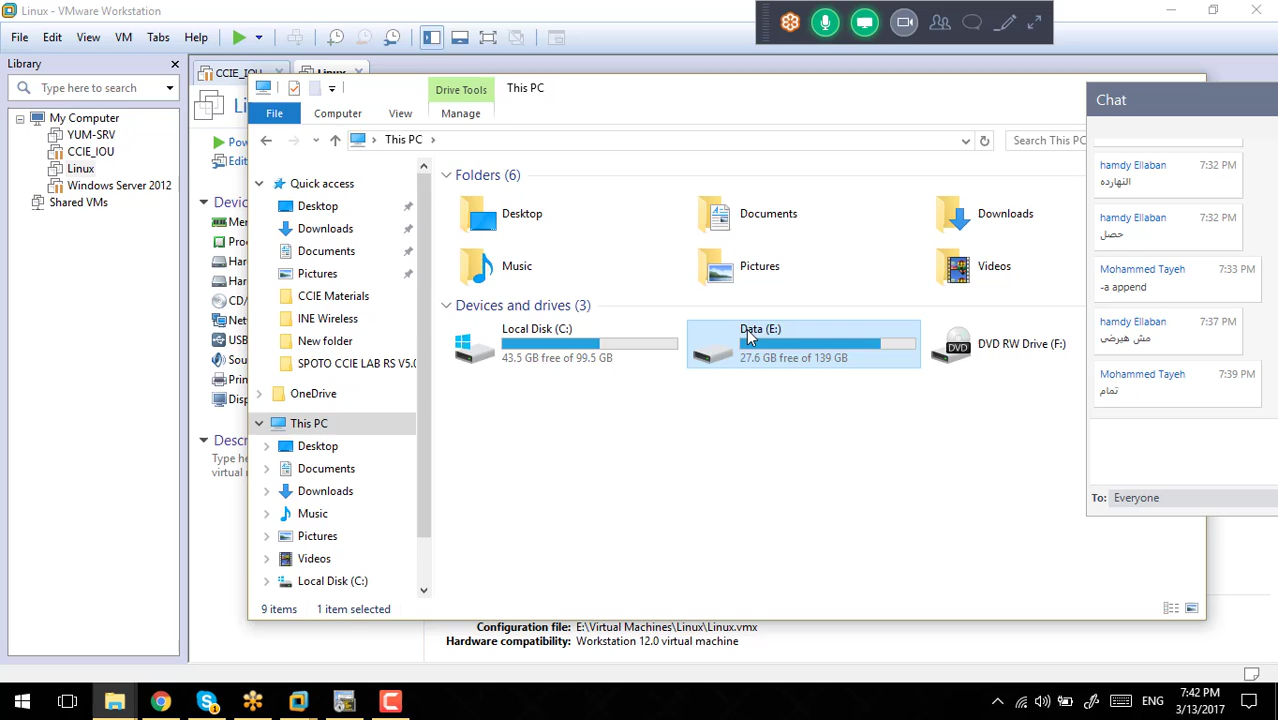 Linux - VMware Workstation
File Edit View VM Tabs Help
Library
Type here to search
My Computer
YUM-SRV
CCIE_IOU
Linux
Windows Server 2012
Shared VMs
CCIE_IOU
Linux
Drive Tools
This PC
File
Computer
View
Manage
This PC
Search This PC
Quick access
Desktop
Downloads
Documents
Pictures
CCIE Materials
INE Wireless
New folder
SPOTO CCIE LAB RS V5.0
OneDrive
This PC
Desktop
Documents
Downloads
Music
Pictures
Videos
Local Disk (C:)
Folders (6)
Desktop
Documents
Downloads
Music
Pictures
Videos
Devices and drives (3)
Local Disk (C:)
43.5 GB free of 99.5 GB
Data (E:)
27.6 GB free of 139 GB
DVD RW Drive (F:)
9 items
1 item selected
Configuration file: E:\Virtual Machines\Linux\Linux.vmx
Hardware compatibility: Workstation 12.0 virtual machine
Chat
hamdy Ellaban 7:32 PM
النهارده
hamdy Ellaban 7:32 PM
حصل
Mohammed Tayeh 7:33 PM
-a append
hamdy Ellaban 7:37 PM
مش هيرضى
Mohammed Tayeh 7:39 PM
تمام
To: Everyone
ENG
7:42 PM
3/13/2017